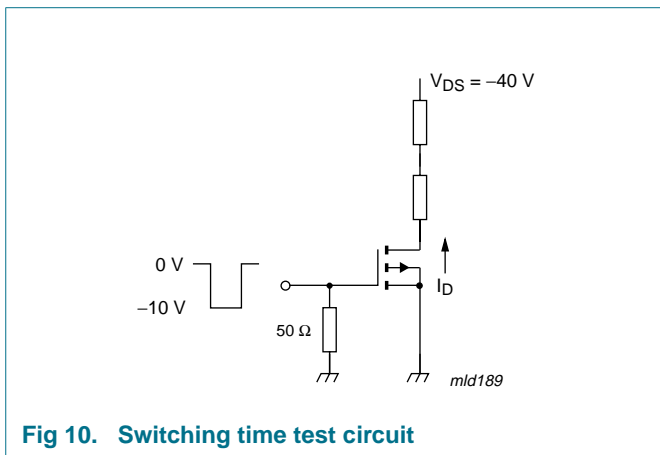 V_DS = −40 V
0 V
−10 V
50 Ω
I_D
mld189
Fig 10. Switching time test circuit